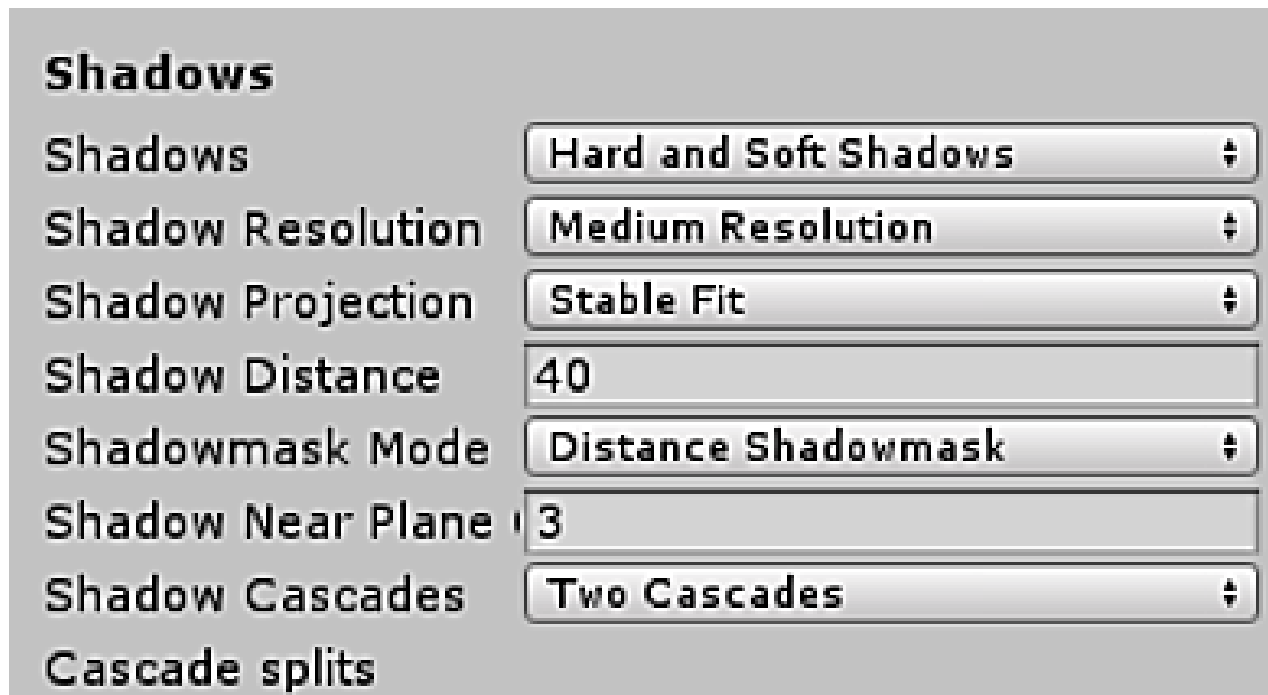 Shadows
Shadows Hard and Soft Shadows
Shadow Resolution Medium Resolution
Shadow Projection Stable Fit
Shadow Distance 40
Shadowmask Mode Distance Shadowmask
Shadow Near Plane 3
Shadow Cascades Two Cascades
Cascade splits